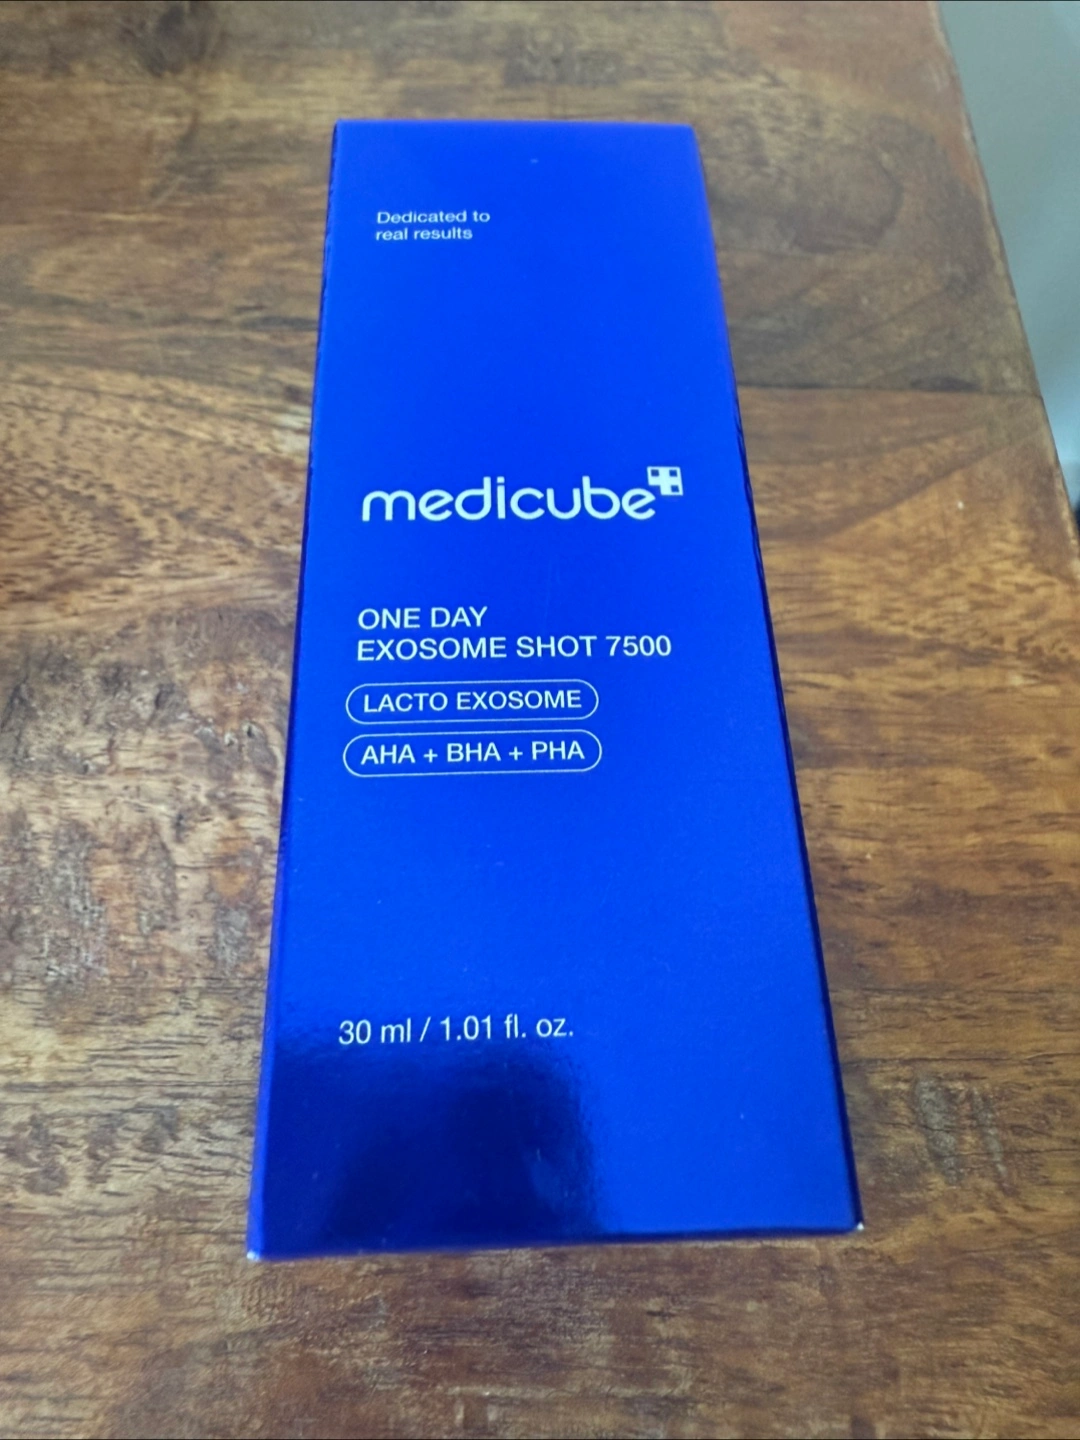 Dedicated to
real results
medicube
ONE DAY
EXOSOME SHOT 7500
LACTO EXOSOME
AHA + BHA + PHA
30 ml / 1.01 fl. oz.